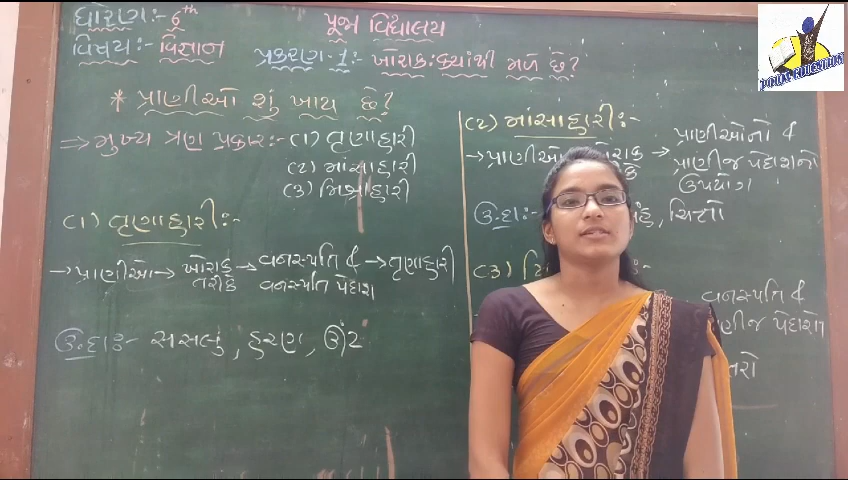 ધોરણ:- 6th
પૂજા વિદ્યાલય
વિષય:- વિજ્ઞાન
પ્રકરણ-1:- ખોરાક: ક્યાંથી મળે છે?
* પ્રાણીઓ શું ખાય છે?
⇒ મુખ્ય ત્રણ પ્રકાર:- (1) તૃણાહારી
(2) માંસાહારી
(3) મિશ્રાહારી
(1) તૃણાહારી:-
→ પ્રાણીઓ → ખોરાક તરીકે → વનસ્પતિ & વનસ્પતિ પેદાશ → તૃણાહારી
ઉ.દા:- સસલું, હરણ, ઊંટ
(2) માંસાહારી:-
→ પ્રાણીઓ → પ્રાણીઓનો &
પ્રાણીજ પેદાશનો
ઉપયોગ
ઉ.દા:- ચિત્તો
(3)
વનસ્પતિ &